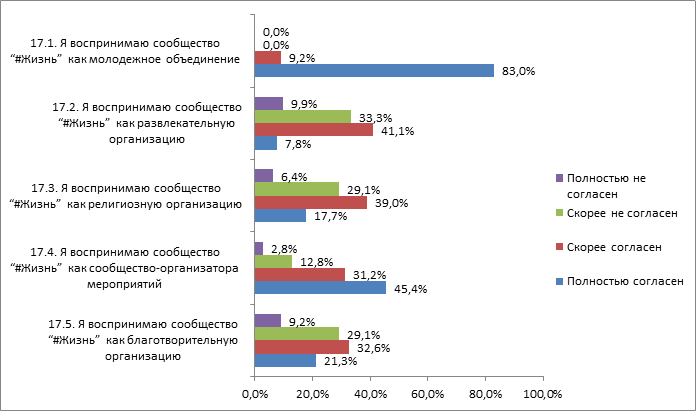 17.1. Я воспринимаю сообщество
“#Жизнь” как молодежное объединение
0,0%
0,0%
9,2%
83,0%
17.2. Я воспринимаю сообщество
“#Жизнь” как развлекательную
организацию
9,9%
33,3%
41,1%
7,8%
17.3. Я воспринимаю сообщество
“#Жизнь” как религиозную организацию
6,4%
29,1%
39,0%
17,7%
17.4. Я воспринимаю сообщество
“#Жизнь” как сообщество-организатора
мероприятий
2,8%
12,8%
31,2%
45,4%
17.5. Я воспринимаю сообщество
“#Жизнь” как благотворительную
организацию
9,2%
29,1%
32,6%
21,3%
0,0% 20,0% 40,0% 60,0% 80,0% 100,0%
Полностью не
согласен
Скорее не согласен
Скорее согласен
Полностью согласен